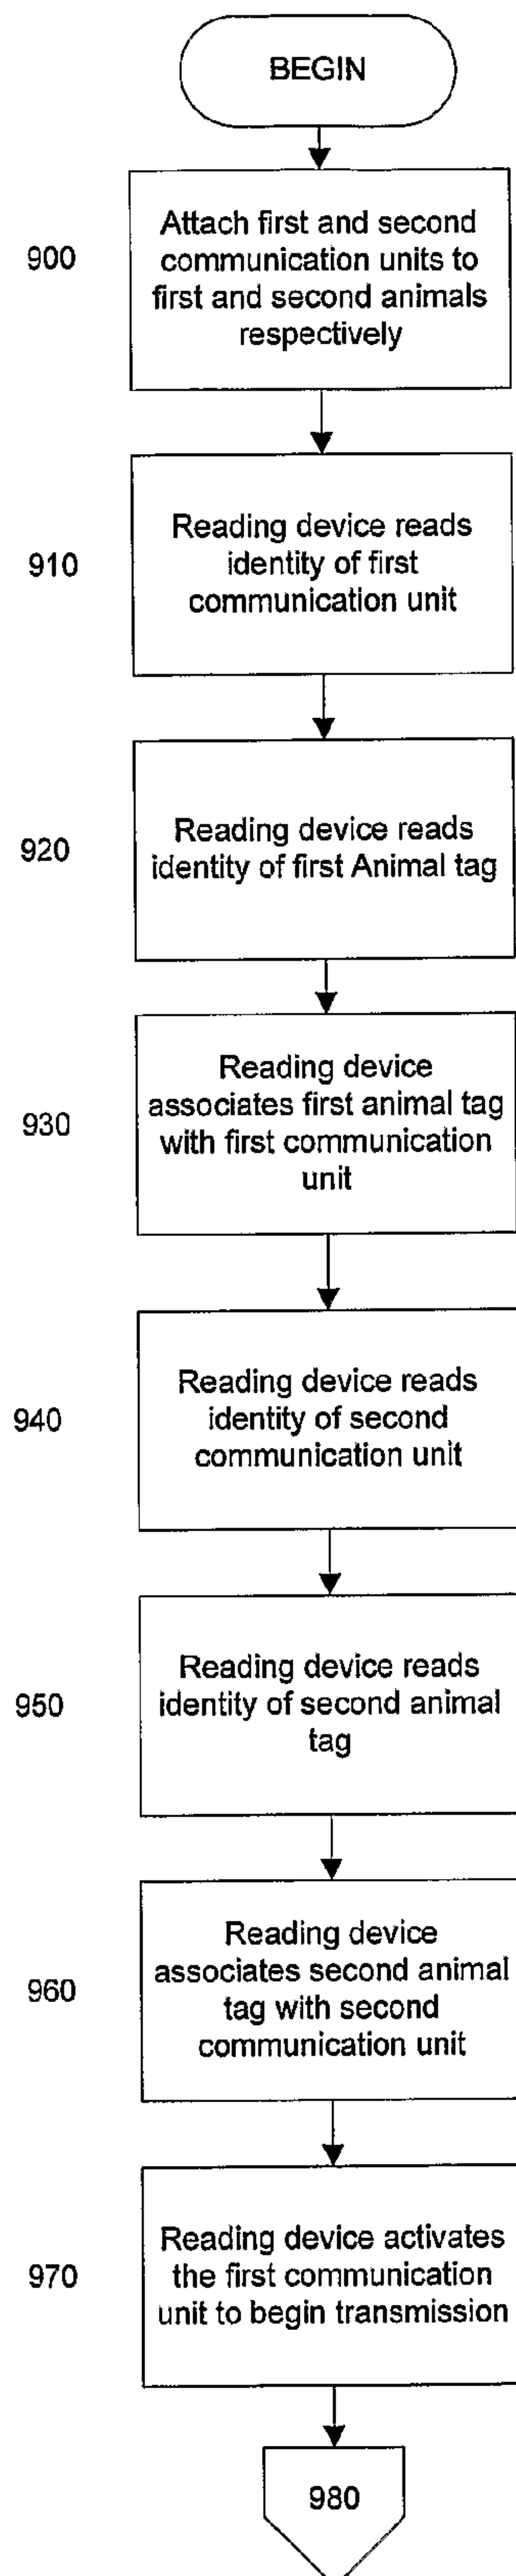 BEGIN
900
Attach first and second
communication units to
first and second animals
respectively
910
Reading device reads
identity of first
communication unit
920
Reading device reads
identity of first Animal tag
930
Reading device
associates first animal tag
with first communication
unit
940
Reading device reads
identity of second
communication unit
950
Reading device reads
identity of second animal
tag
960
Reading device
associates second animal
tag with second
communication unit
970
Reading device activates
the first communication
unit to begin transmission
980